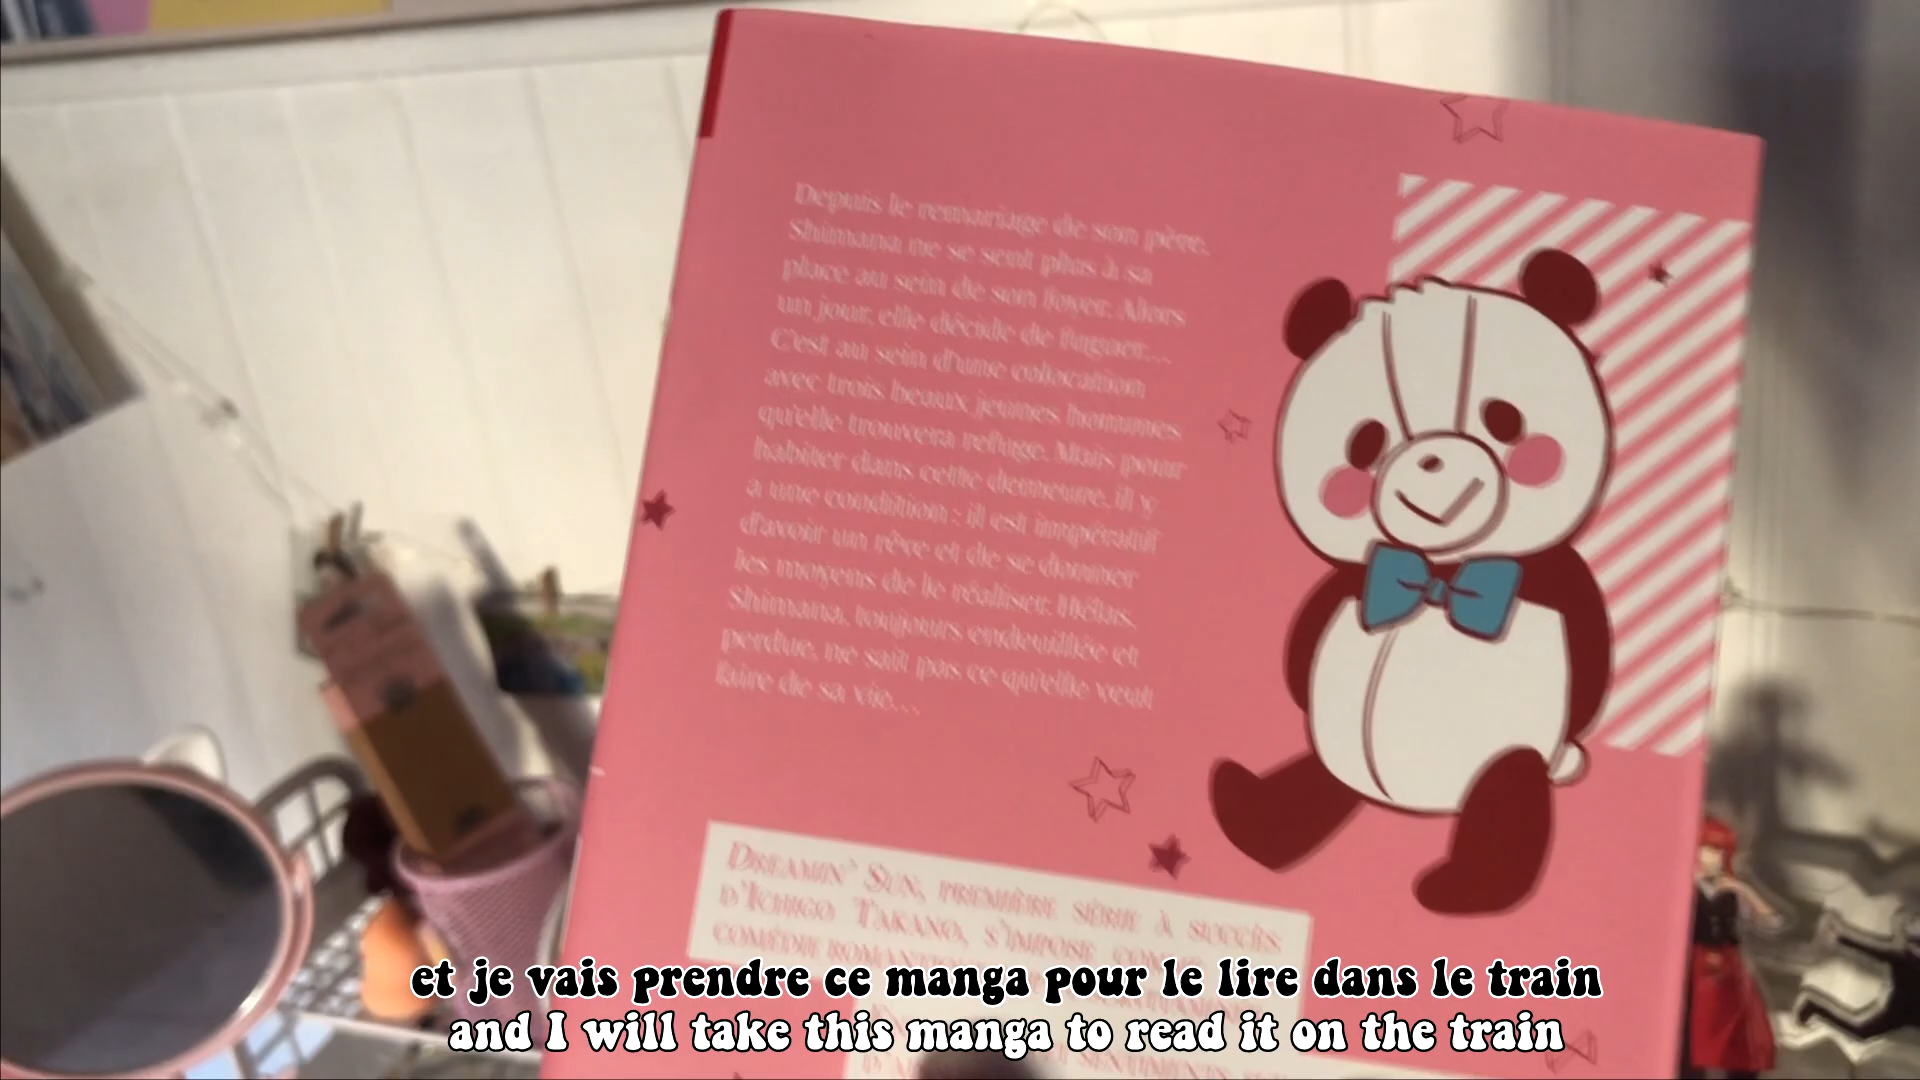 Depuis le remariage de son père,
Shimana ne se sent plus à sa
place au sein de son foyer. Alors
un jour, elle décide de fuguer...
C'est au sein d'une colocation
avec trois beaux jeunes hommes
qu'elle trouvera refuge. Mais pour
habiter dans cette demeure, il y
a une condition : il est impératif
d'avoir un rêve et de se donner
les moyens de le réaliser. Hélas,
Shimana, toujours endeuillée et
perdue, ne sait pas ce qu'elle veut
faire de sa vie...
DREAMIN' SUN, PREMIÈRE SÉRIE À SUCCÈS
D'ICHIGO TAKANO, S'IMPOSE COMME
COMÉDIE
et je vais prendre ce manga pour le lire dans le train
and I will take this manga to read it on the train
SENTIMENTS